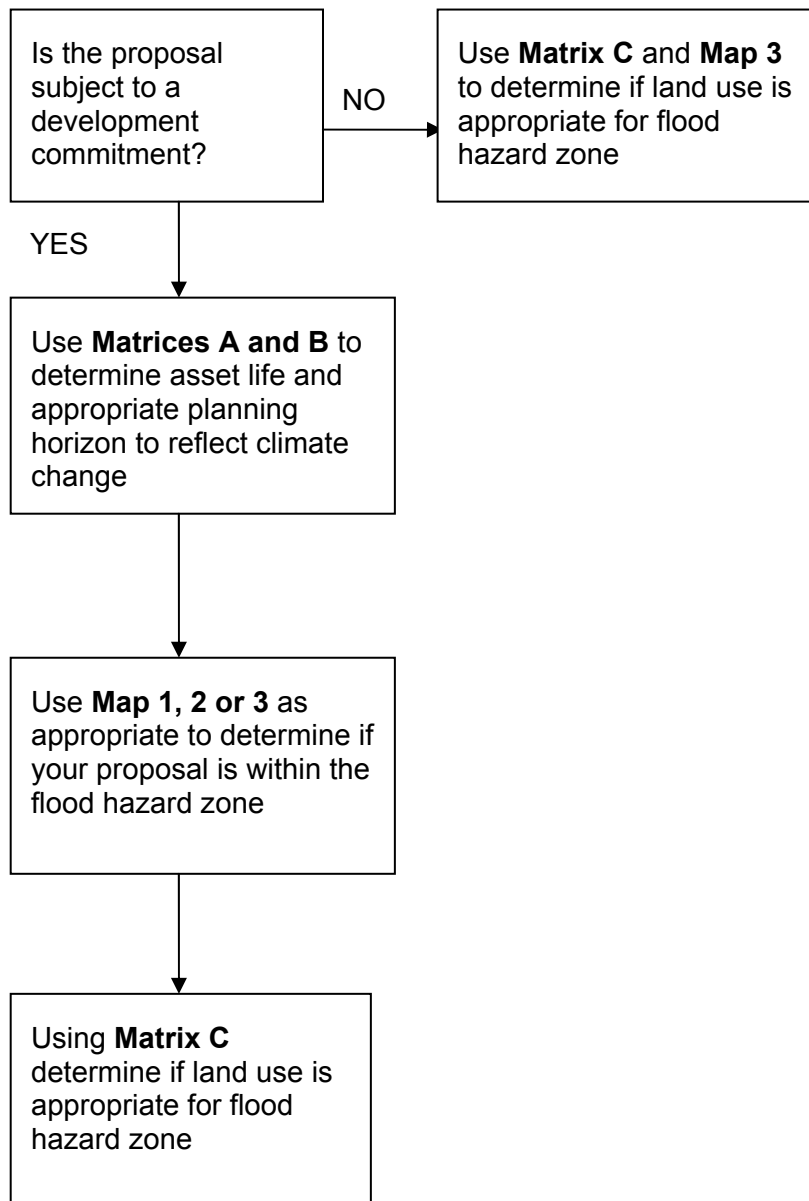 Is the proposal
subject to a
development
commitment?
NO
Use Matrix C and Map 3
to determine if land use is
appropriate for flood
hazard zone
YES
Use Matrices A and B to
determine asset life and
appropriate planning
horizon to reflect climate
change
Use Map 1, 2 or 3 as
appropriate to determine if
your proposal is within the
flood hazard zone
Using Matrix C
determine if land use is
appropriate for flood
hazard zone